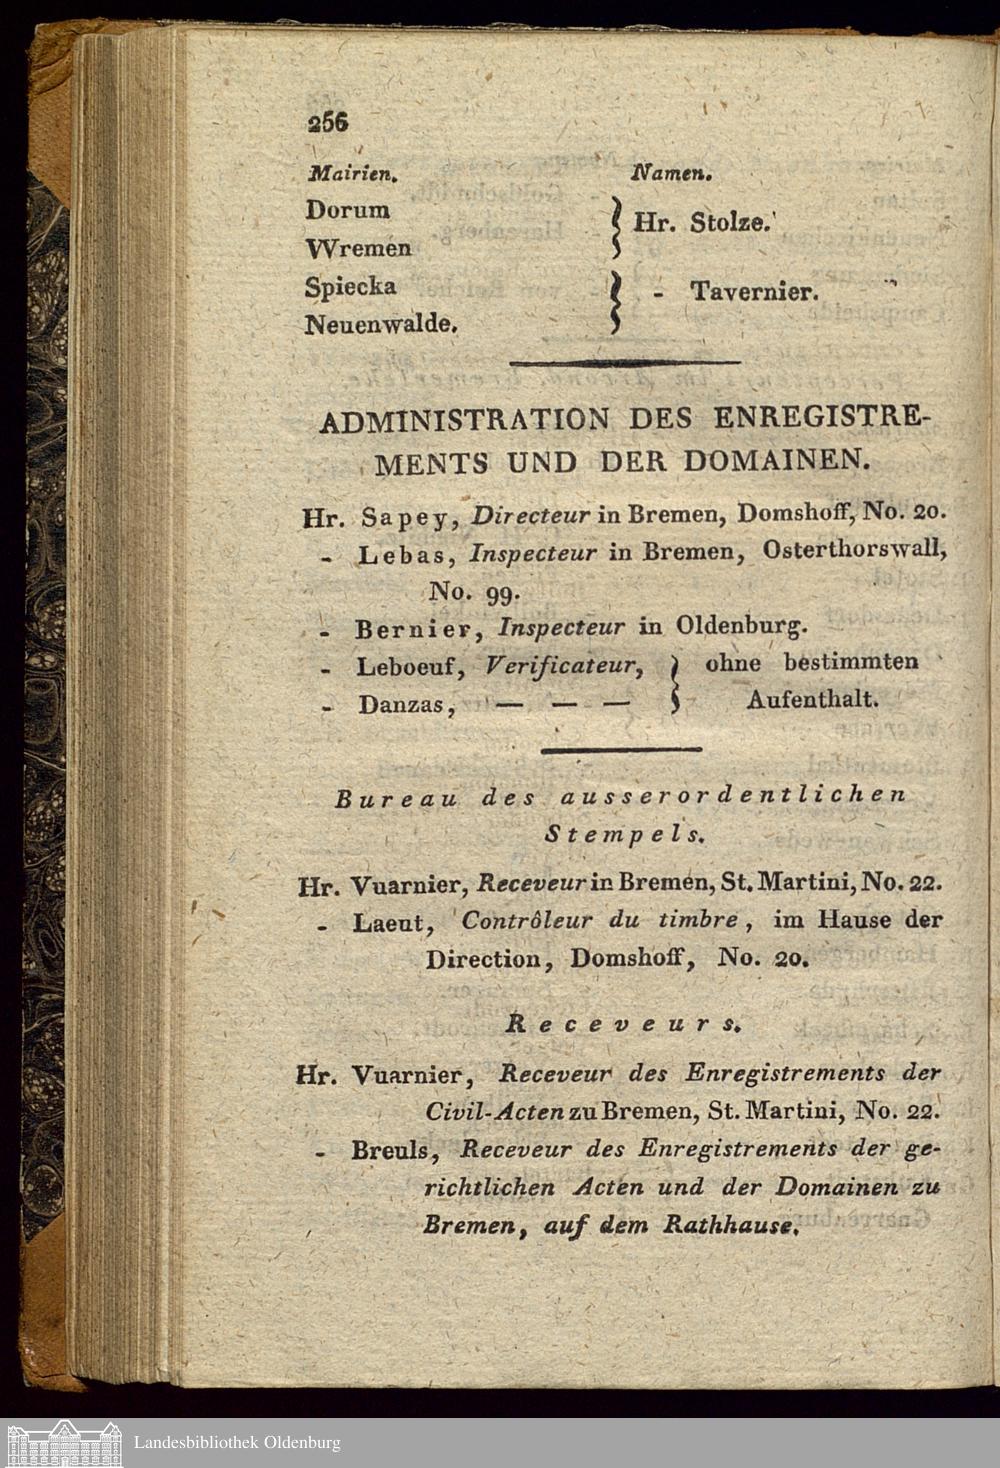 256
Mairien. Namen.
Dorum
Wremen } Hr. Stolze.
Spiecka
Neuenwalde. } - Tavernier.
ADMINISTRATION DES ENREGISTRE-
MENTS UND DER DOMAINEN.
Hr. Sapey, Directeur in Bremen, Domshoff, No. 20.
- Lebas, Inspecteur in Bremen, Osterthorswall,
No. 99.
- Bernier, Inspecteur in Oldenburg.
- Leboeuf, Verificateur, } ohne bestimmten
- Danzas, — — — } Aufenthalt.
Bureau des ausserordentlichen
Stempels.
Hr. Vuarnier, Receveur in Bremen, St. Martini, No. 22.
- Laent, Contrôleur du timbre, im Hause der
Direction, Domshoff, No. 20.
Receveurs.
Hr. Vuarnier, Receveur des Enregistrements der
Civil-Acten zu Bremen, St. Martini, No. 22.
- Breuls, Receveur des Enregistrements der ge-
richtlichen Acten und der Domainen zu
Bremen, auf dem Rathhause.
Landesbibliothek Oldenburg